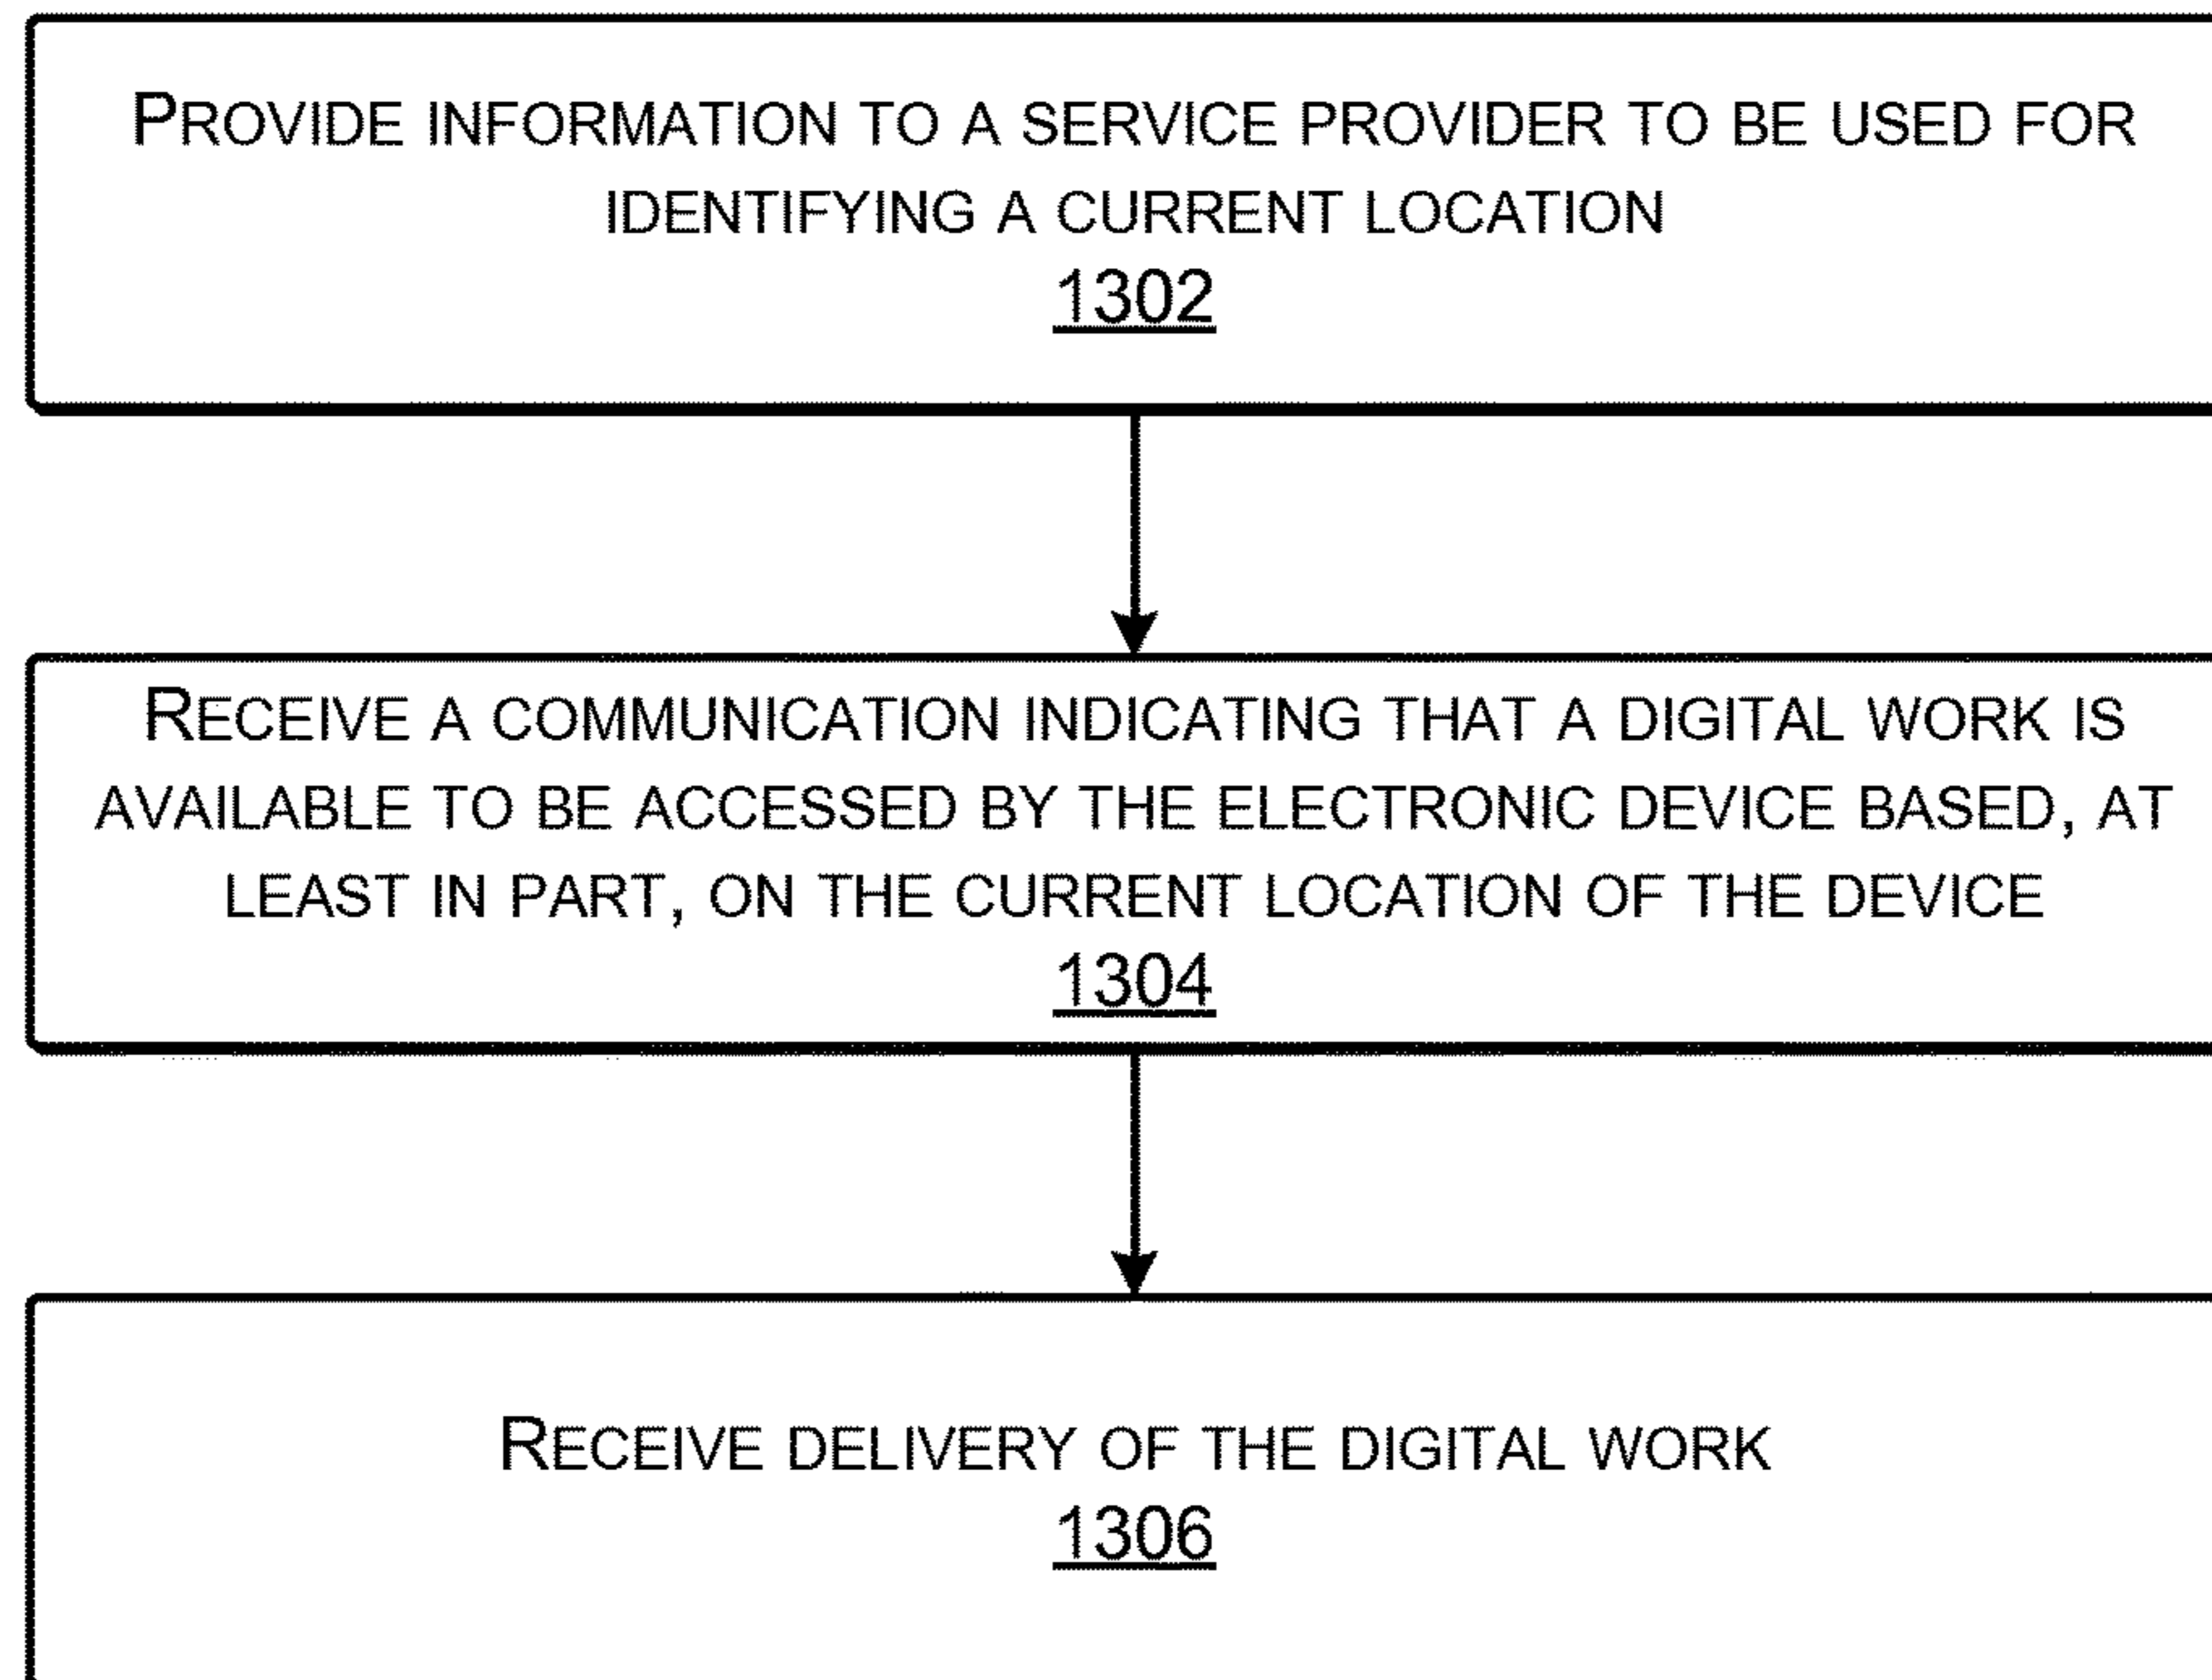 PROVIDE INFORMATION TO A SERVICE PROVIDER TO BE USED FOR
IDENTIFYING A CURRENT LOCATION
1302
RECEIVE A COMMUNICATION INDICATING THAT A DIGITAL WORK IS
AVAILABLE TO BE ACCESSED BY THE ELECTRONIC DEVICE BASED, AT
LEAST IN PART, ON THE CURRENT LOCATION OF THE DEVICE
1304
RECEIVE DELIVERY OF THE DIGITAL WORK
1306